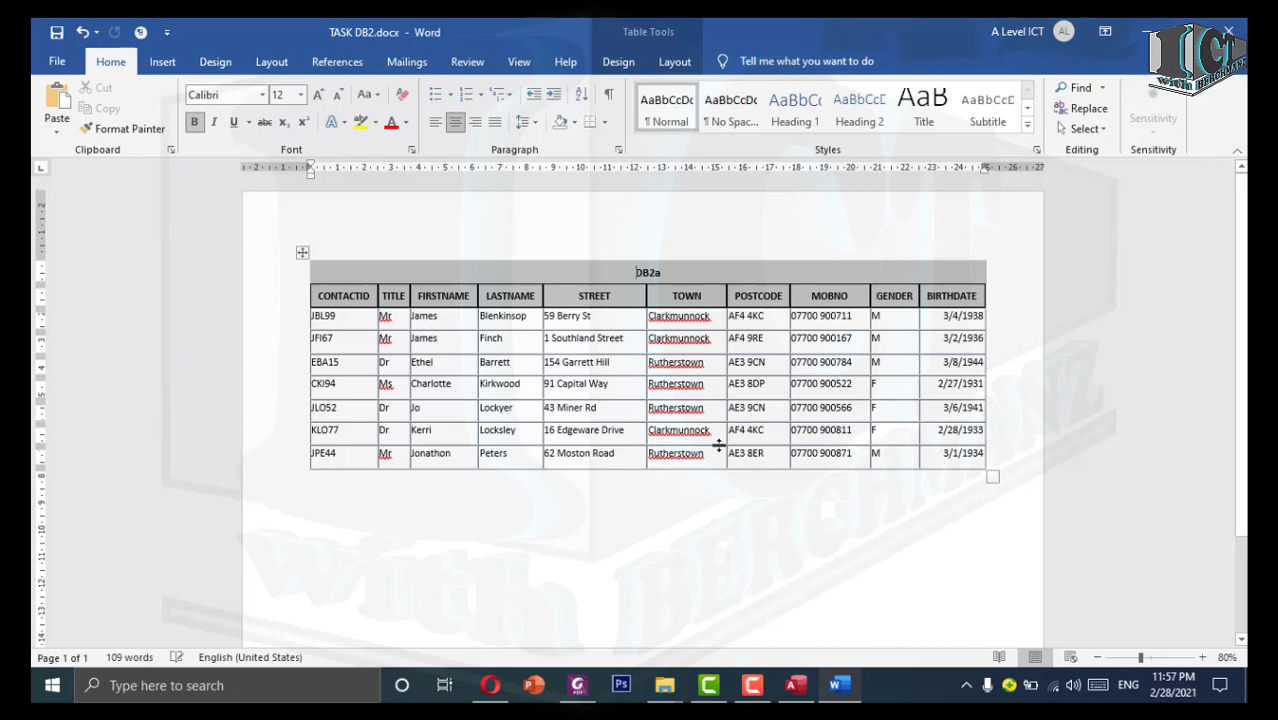 TASK DB2.docx - Word
Table Tools
A Level ICT
AL
File Home Insert Design Layout References Mailings Review View Help Design Layout Tell me what you want to do
Paste
Cut
Copy
Format Painter
Clipboard
Calibri 12
Font
Paragraph
AaBbCcDc AaBbCcDc AaBbC( AaBbCcE AaB AaBbCcD
¶ Normal ¶ No Spac... Heading 1 Heading 2 Title Subtitle
Styles
Find
Replace
Select
Editing
Sensitivity
Sensitivity
ICT
with BERCHMANZ
DB2a
CONTACTID TITLE FIRSTNAME LASTNAME STREET TOWN POSTCODE MOBNO GENDER BIRTHDATE
JBL99 Mr James Blenkinsop 59 Berry St Clarkmunnock AF4 4KC 07700 900711 M 3/4/1938
JFI67 Mr James Finch 1 Southland Street Clarkmunnock AF4 9RE 07700 900167 M 3/2/1936
EBA15 Dr Ethel Barrett 154 Garrett Hill Rutherstown AE3 9CN 07700 900784 M 3/8/1944
CKI94 Ms Charlotte Kirkwood 91 Capital Way Rutherstown AE3 8DP 07700 900522 F 2/27/1931
JLO52 Dr Jo Lockyer 43 Miner Rd Rutherstown AE3 9CN 07700 900566 F 3/6/1941
KLO77 Dr Kerri Locksley 16 Edgeware Drive Clarkmunnock AF4 4KC 07700 900811 F 2/28/1933
JPE44 Mr Jonathon Peters 62 Moston Road Rutherstown AE3 8ER 07700 900871 M 3/1/1934
Page 1 of 1 109 words English (United States) 80%
Type here to search
ENG
11:57 PM
2/28/2021